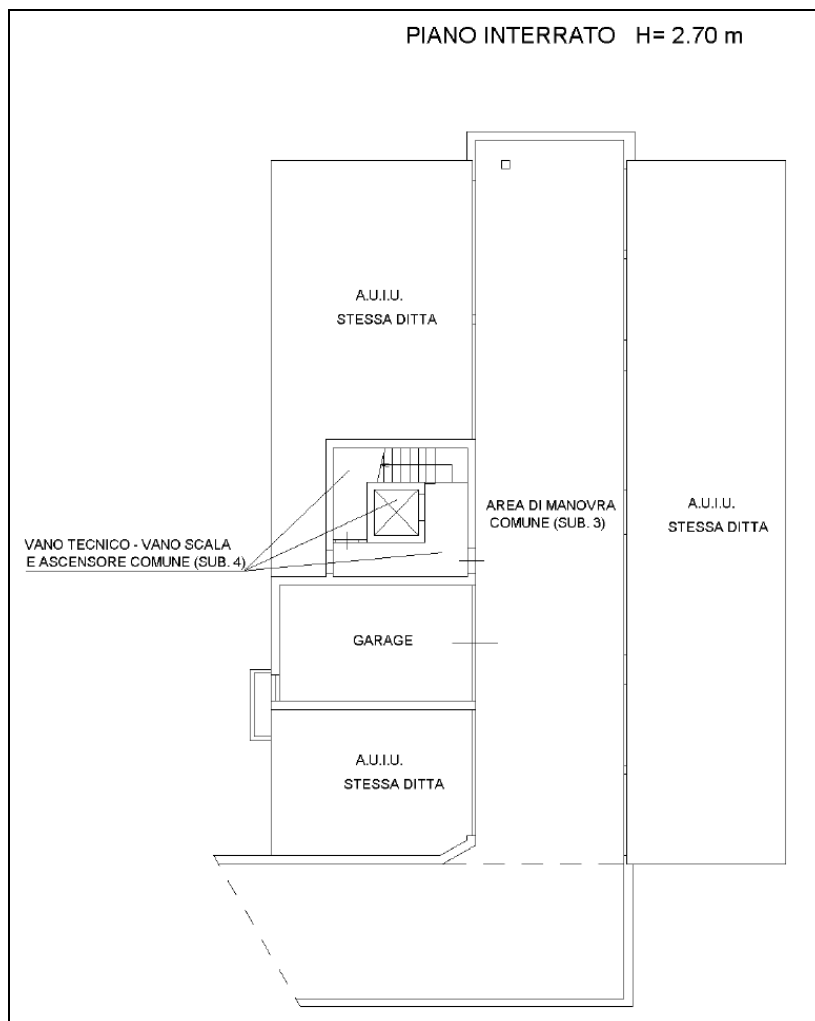 PIANO INTERRATO H= 2.70 m
A.U.I.U.
STESSA DITTA
AREA DI MANOVRA
COMUNE (SUB. 3)
A.U.I.U.
STESSA DITTA
VANO TECNICO - VANO SCALA
E ASCENSORE COMUNE (SUB. 4)
GARAGE
A.U.I.U.
STESSA DITTA